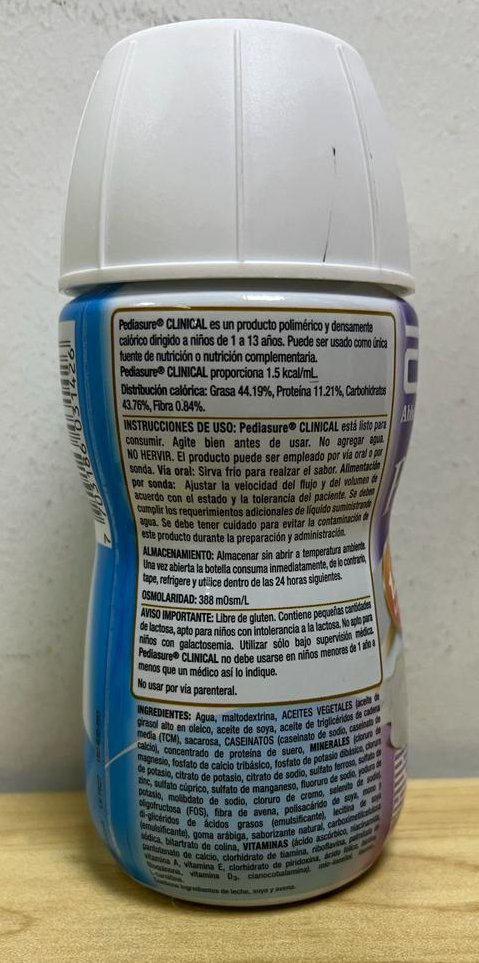 Pediasure® CLINICAL es un producto polimérico y densamente
calórico dirigido a niños de 1 a 13 años. Puede ser usado como única
fuente de nutrición o nutrición complementaria.
Pediasure® CLINICAL proporciona 1.5 kcal/mL
Distribución calórica: Grasa 44.19%, Proteína 11.21%, Carbohidratos
43.76%, Fibra 0.84%.
INSTRUCCIONES DE USO: Pediasure® CLINICAL está listo para
consumir. Agite bien antes de usar. No agregar agua.
NO HERVIR. El producto puede ser empleado por vía oral o por
sonda. Vía oral: Sirva frío para realzar el sabor. Alimentación
por sonda: Ajustar la velocidad del flujo y del volumen de
acuerdo con el estado y la tolerancia del paciente. Se deben
cumplir los requerimientos adicionales de líquido suministrando
agua. Se debe tener cuidado para evitar la contaminación de
este producto durante la preparación y administración.
ALMACENAMIENTO: Almacenar sin abrir a temperatura ambiente.
Una vez abierta la botella consuma inmediatamente, de lo contrario,
tape, refrigere y utilice dentro de las 24 horas siguientes.
OSMOLARIDAD: 388 mOsm/L
AVISO IMPORTANTE: Libre de gluten. Contiene pequeñas cantidades
de lactosa, apto para niños con intolerancia a la lactosa. No apto para
niños con galactosemia. Utilizar sólo bajo supervisión médica.
Pediasure® CLINICAL no debe usarse en niños menores de 1 año a
menos que un médico así lo indique.
No usar por vía parenteral.
INGREDIENTES: Agua, maltodextrina, ACEITES VEGETALES (aceite de
girasol alto en oleico, aceite de soya, aceite de triglicéridos de cadena
media (TCM), sacarosa, CASEINATOS (caseinato de sodio, caseinato de
calcio), concentrado de proteína de suero, MINERALES (cloruro de
magnesio, fosfato de calcio tribásico, fosfato de potasio dibásico, cloruro
de potasio, citrato de potasio, citrato de sodio, sulfato ferroso, sulfato de
zinc, sulfato cúprico, sulfato de manganeso, fluoruro de sodio, yoduro de
potasio, molibdato de sodio, cloruro de cromo, selenito de sodio),
oligofructosa (FOS), fibra de avena, polisacárido de soya, mono y
di-glicéridos de ácidos grasos (emulsificante), lecitina de soya
(emulsificante), goma arábiga, saborizante natural, carboximetilcelulosa
sódica, bitartrato de colina, VITAMINAS (ácido ascórbico, niacinamida,
pantotenato de calcio, clorhidrato de tiamina, riboflavina, palmitato de
vitamina A, vitamina E, clorhidrato de piridoxina, ácido fólico,
vitamina D3, cianocobalamina),
Contiene ingredientes de leche, soya y avena.